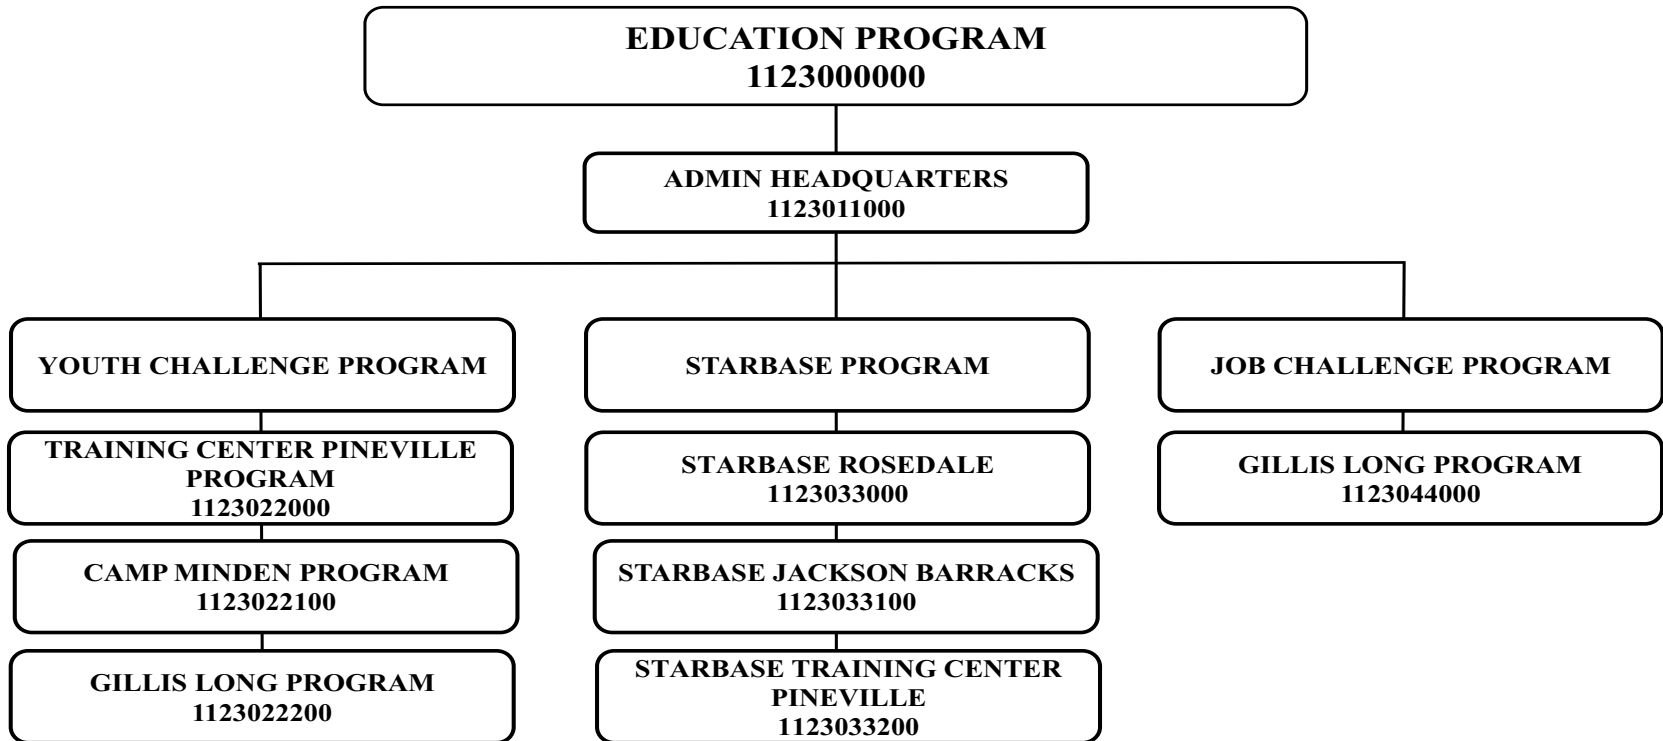 EDUCATION PROGRAM
1123000000
ADMIN HEADQUARTERS
1123011000
YOUTH CHALLENGE PROGRAM
TRAINING CENTER PINEVILLE
PROGRAM
1123022000
CAMP MINDEN PROGRAM
1123022100
GILLIS LONG PROGRAM
1123022200
STARBASE PROGRAM
STARBASE ROSEDALE
1123033000
STARBASE JACKSON BARRACKS
1123033100
STARBASE TRAINING CENTER
PINEVILLE
1123033200
JOB CHALLENGE PROGRAM
GILLIS LONG PROGRAM
1123044000